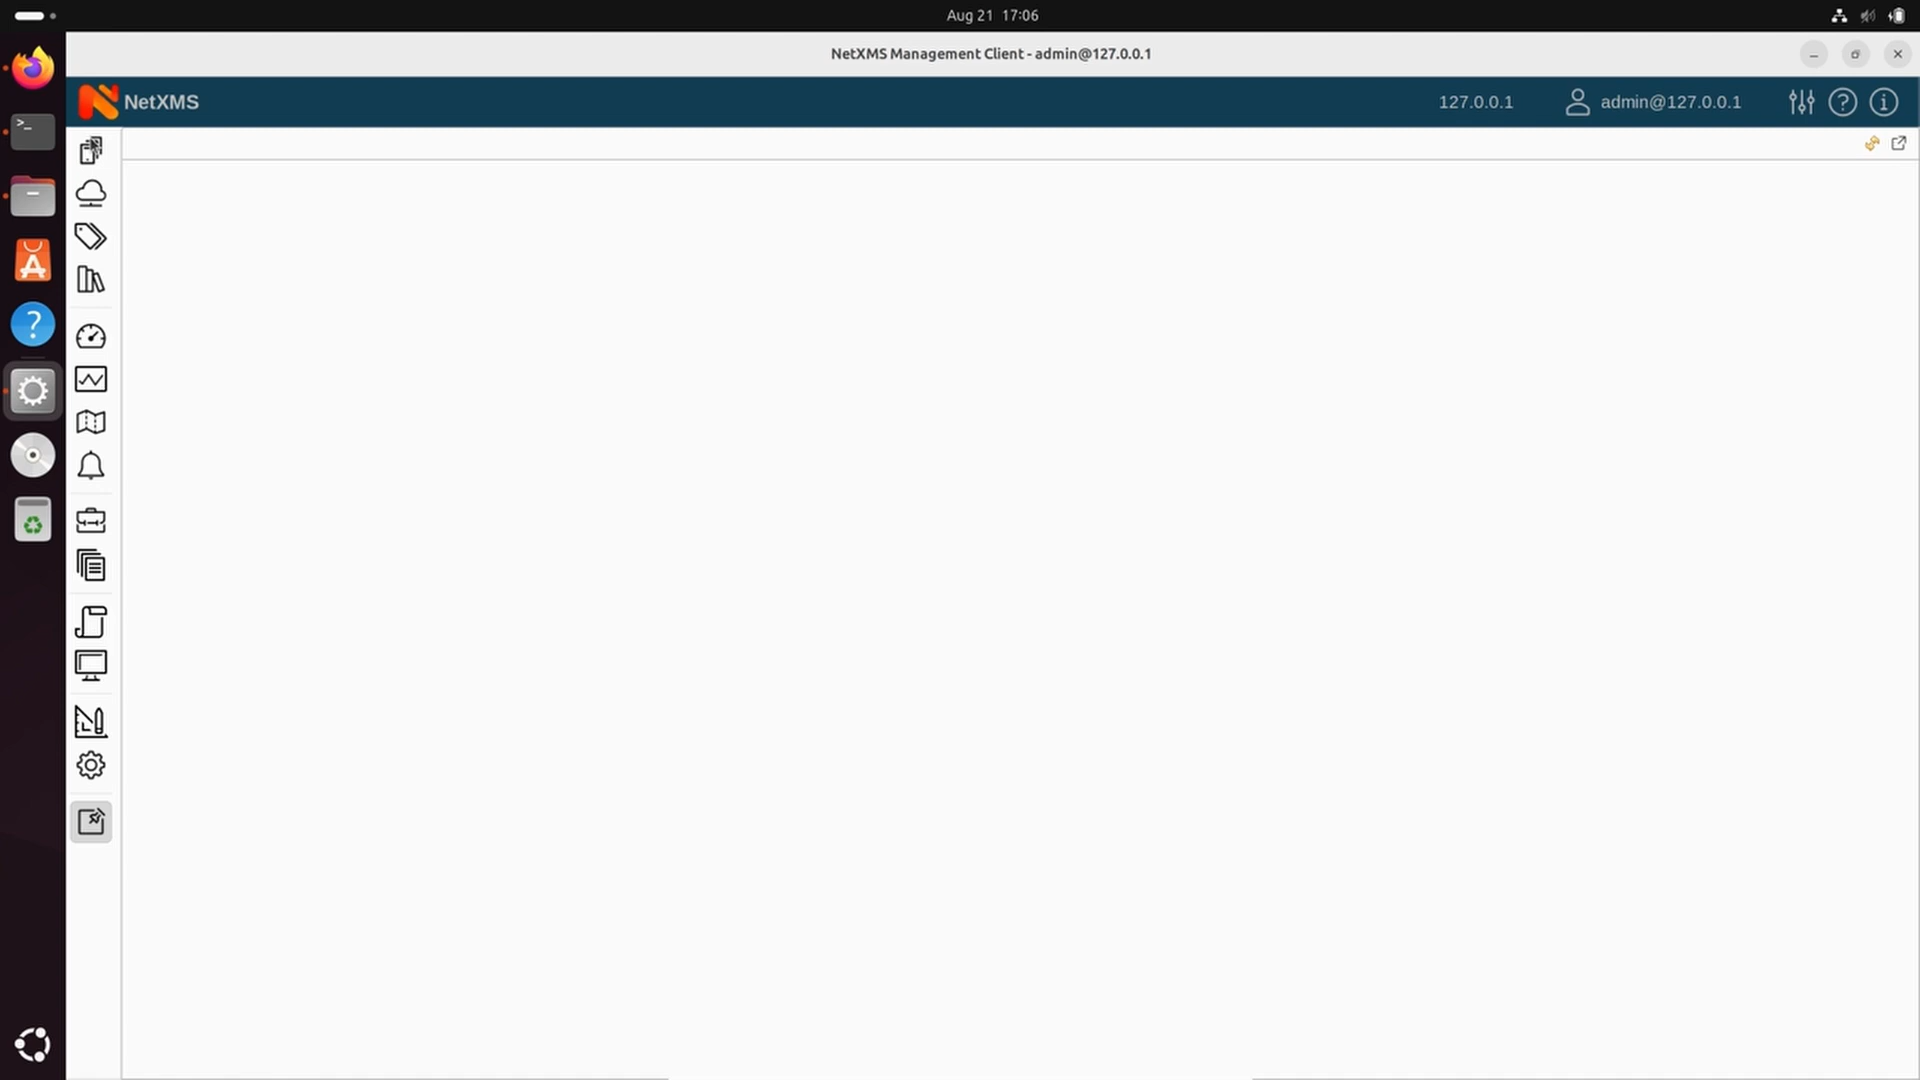 Aug 21 17:06
NetXMS Management Client - admin@127.0.0.1
NetXMS
127.0.0.1
admin@127.0.0.1